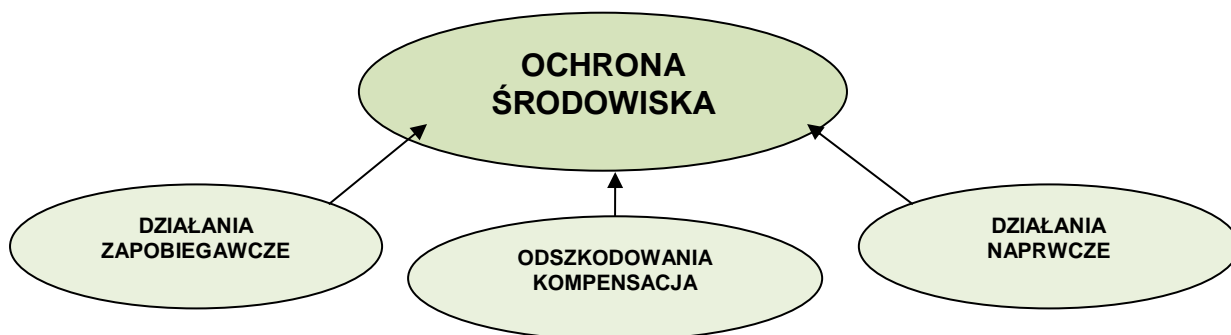 OCHRONA
ŚRODOWISKA
DZIAŁANIA
ZAPOBIEGAWCZE
ODSZKODOWANIA
KOMPENSACJA
DZIAŁANIA
NAPRWCZE